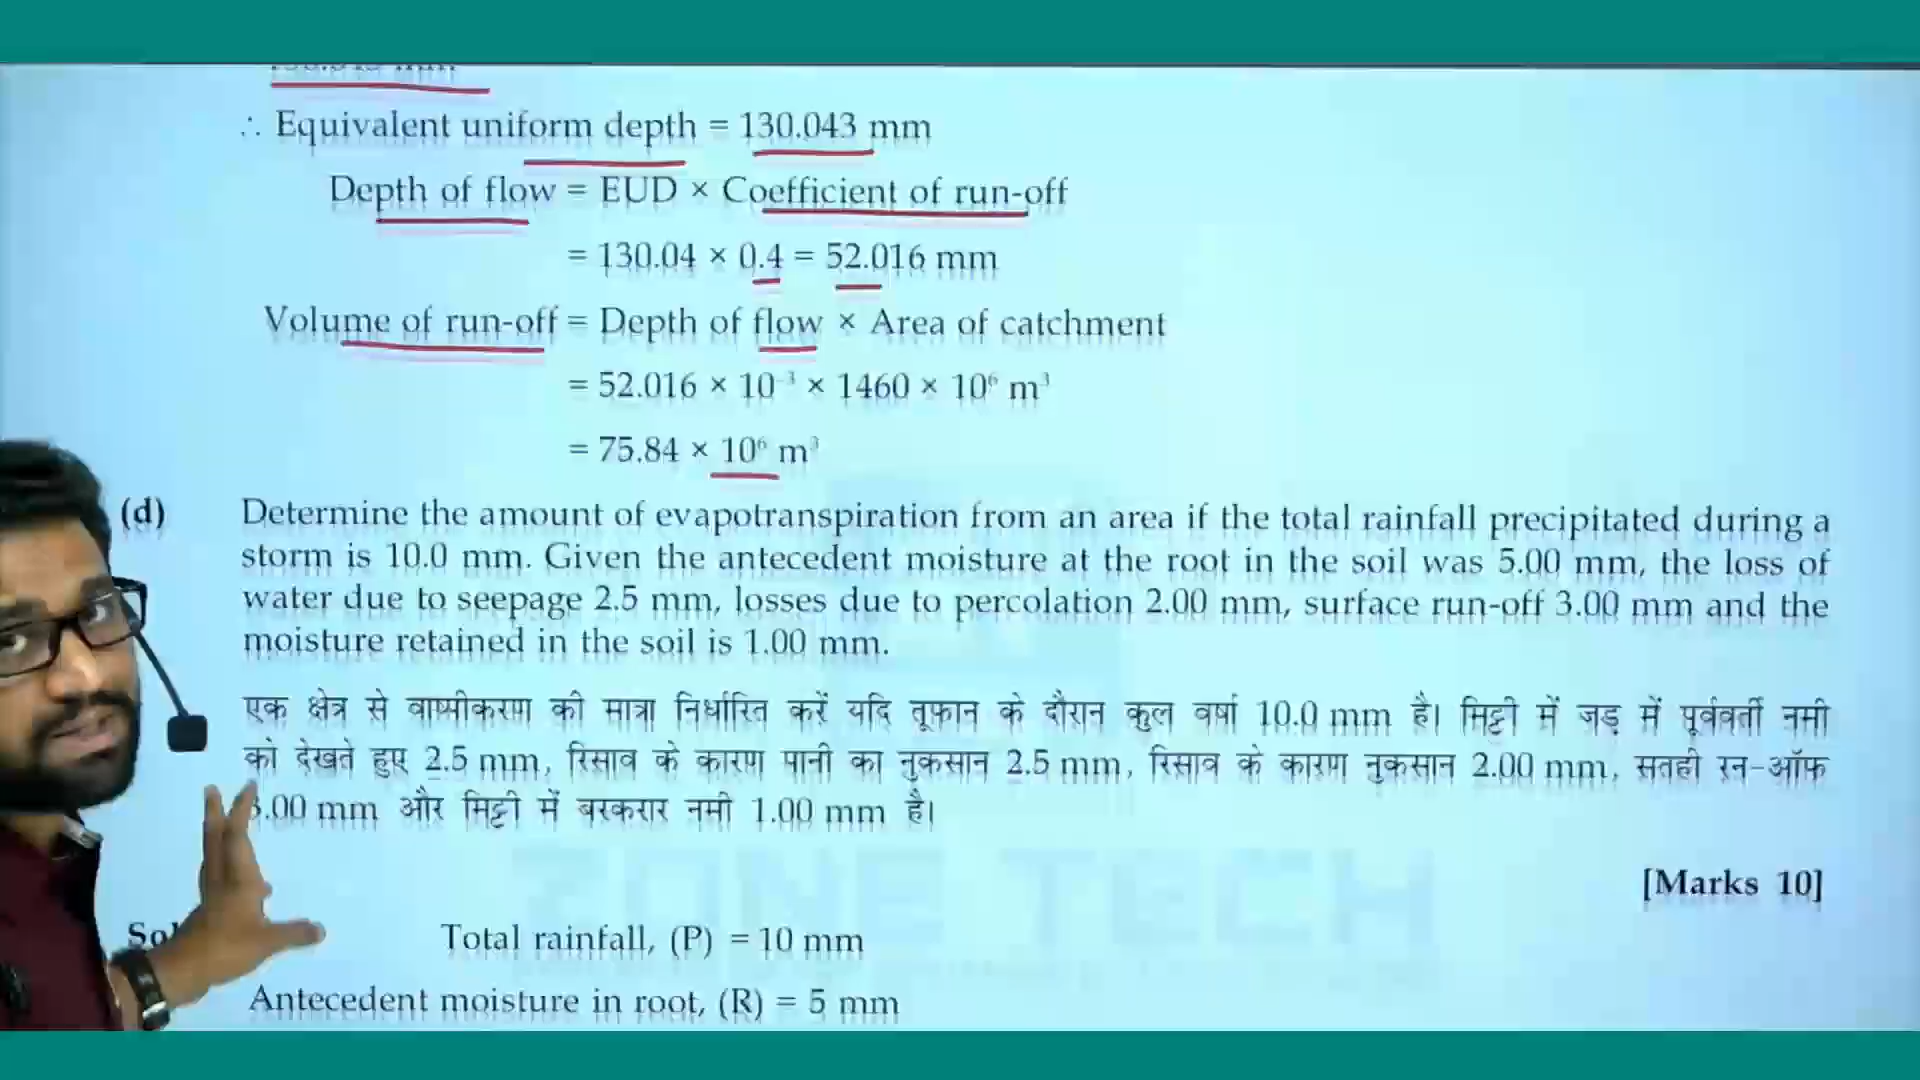 ∴ Equivalent uniform depth = 130.043 mm
Depth of flow = EUD × Coefficient of run-off
= 130.04 × 0.4 = 52.016 mm
Volume of run-off = Depth of flow × Area of catchment
= 52.016 × 10⁻³ × 1460 × 10⁶ m³
= 75.84 × 10⁶ m³
(d) Determine the amount of evapotranspiration from an area if the total rainfall precipitated during a
storm is 10.0 mm. Given the antecedent moisture at the root in the soil was 5.00 mm, the loss of
water due to seepage 2.5 mm, losses due to percolation 2.00 mm, surface run-off 3.00 mm and the
moisture retained in the soil is 1.00 mm.
एक क्षेत्र से वाष्पीकरण की मात्रा निर्धारित करें यदि तूफान के दौरान कुल वर्षा 10.0 mm है। मिट्टी में जड़ में पूर्ववर्ती नमी
को देखते हुए 2.5 mm, रिसाव के कारण पानी का नुकसान 2.5 mm, रिसाव के कारण नुकसान 2.00 mm, सतही रन-ऑफ
3.00 mm और मिट्टी में बरकरार नमी 1.00 mm है।
ZONE TECH
[Marks 10]
Total rainfall, (P) = 10 mm
Antecedent moisture in root, (R) = 5 mm